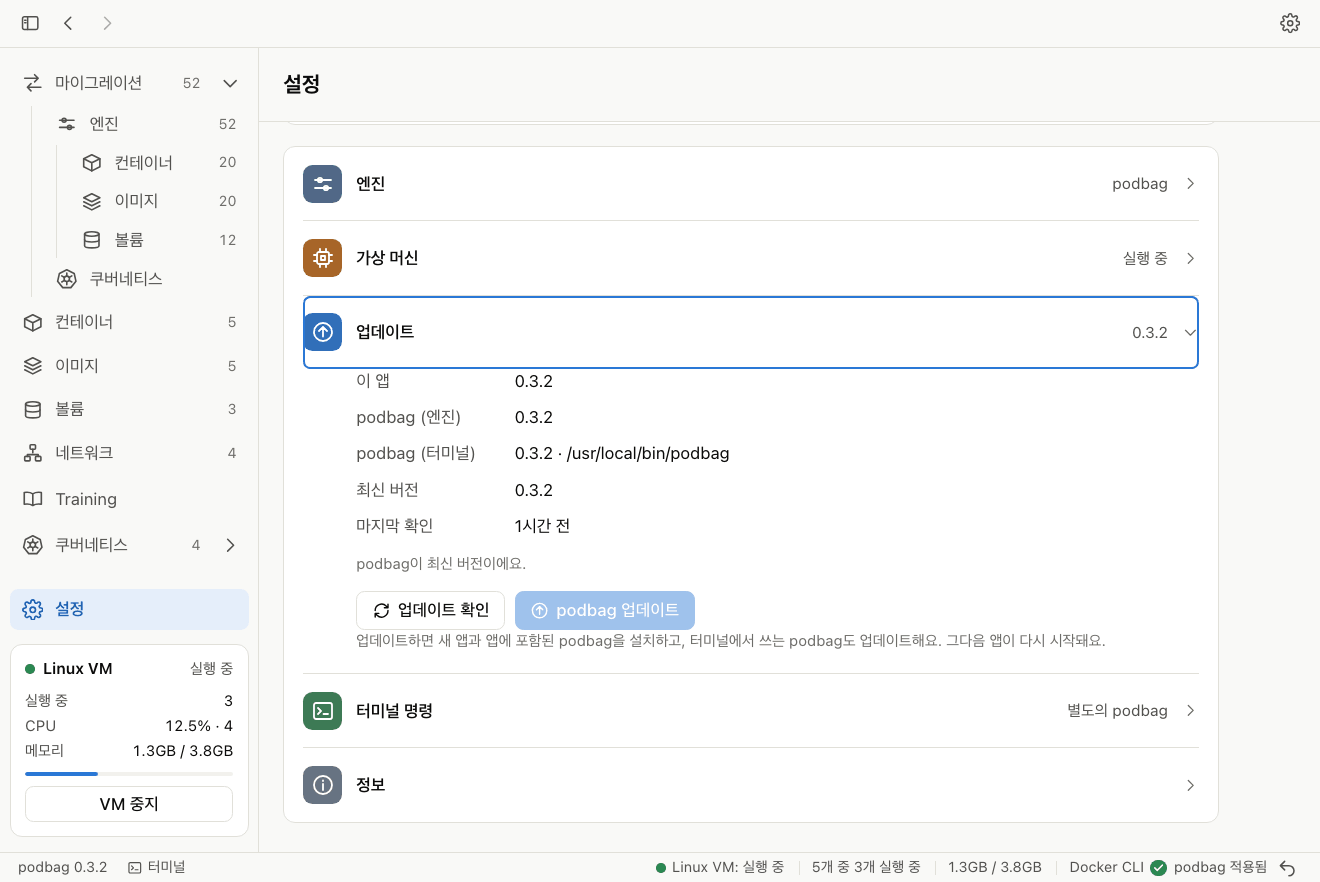 마이그레이션 52
엔진 52
컨테이너 20
이미지 20
볼륨 12
쿠버네티스
컨테이너 5
이미지 5
볼륨 3
네트워크 4
Training
쿠버네티스 4
설정
Linux VM 실행 중
실행 중 3
CPU 12.5% · 4
메모리 1.3GB / 3.8GB
VM 중지
설정
엔진 podbag
가상 머신 실행 중
업데이트 0.3.2
이 앱 0.3.2
podbag (엔진) 0.3.2
podbag (터미널) 0.3.2 · /usr/local/bin/podbag
최신 버전 0.3.2
마지막 확인 1시간 전
podbag이 최신 버전이에요.
업데이트 확인 podbag 업데이트
업데이트하면 새 앱과 앱에 포함된 podbag을 설치하고, 터미널에서 쓰는 podbag도 업데이트해요. 그다음 앱이 다시 시작돼요.
터미널 명령 별도의 podbag
정보
podbag 0.3.2 터미널 Linux VM: 실행 중 5개 중 3개 실행 중 1.3GB / 3.8GB Docker CLI podbag 적용됨